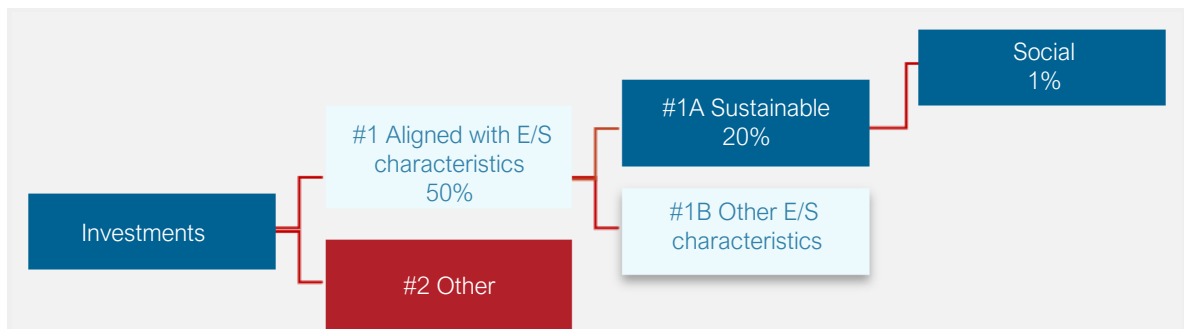 Investments
#1 Aligned with E/S
characteristics
50%
#2 Other
#1A Sustainable
20%
#1B Other E/S
characteristics
Social
1%